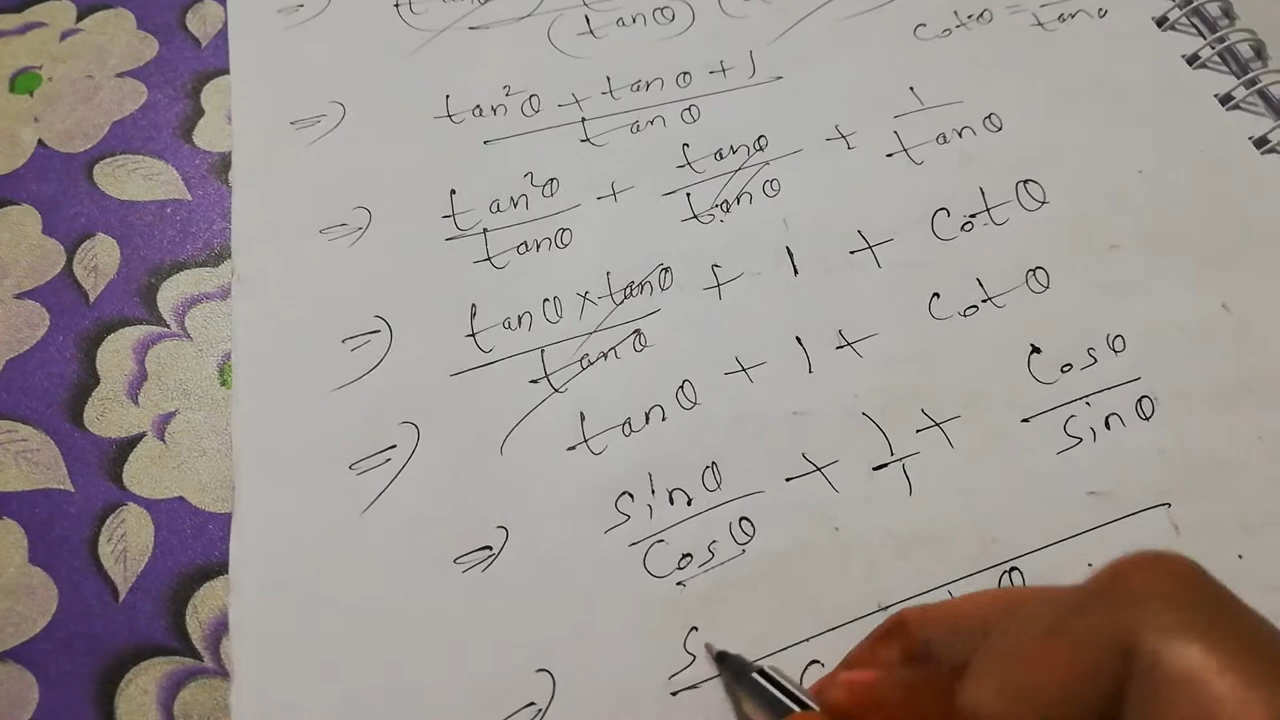 (tanθ) cotθ = 1/tanθ
⇒ (tan²θ + tanθ + 1)/tanθ
⇒ tan²θ/tanθ + tanθ/tanθ + 1/tanθ
⇒ (tanθ × tanθ)/tanθ + 1 + Cotθ
⇒ tanθ + 1 + Cotθ
⇒ sinθ/Cosθ + 1/1 + Cosθ/sinθ
⇒ S